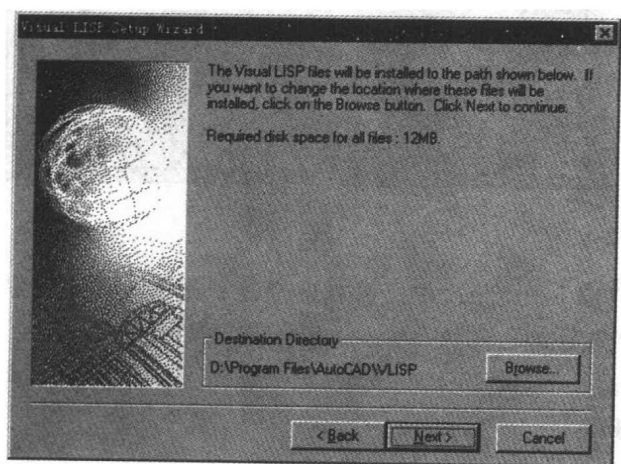 Visual LISP Setup Wizard
The Visual LISP files will be installed to the path shown below. If
you want to change the location where these files will be
installed, click on the Browse button. Click Next to continue.
Required disk space for all files : 12MB.
Destination Directory
D:\Program Files\AutoCAD\VLISP
Browse...
< Back
Next >
Cancel